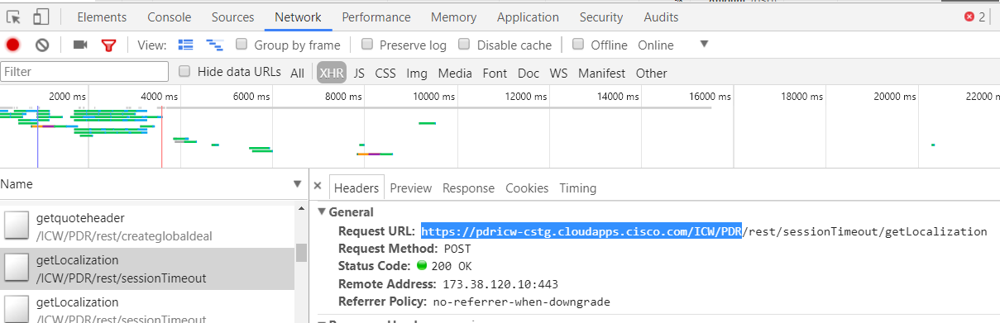 Elements Console Sources Network Performance Memory Application Security Audits 2
View: Group by frame Preserve log Disable cache Offline Online
Filter Hide data URLs All XHR JS CSS Img Media Font Doc WS Manifest Other
2000 ms 4000 ms 6000 ms 8000 ms 10000 ms 12000 ms 14000 ms 16000 ms 18000 ms 20000 ms 22000
Name
getquoteheader
/ICW/PDR/rest/createglobaldeal
getLocalization
/ICW/PDR/rest/sessionTimeout
getLocalization
/ICW/PDR/rest/sessionTimeout
Headers Preview Response Cookies Timing
General
Request URL: https://pdricw-cstg.cloudapps.cisco.com/ICW/PDR/rest/sessionTimeout/getLocalization
Request Method: POST
Status Code: 200 OK
Remote Address: 173.38.120.10:443
Referrer Policy: no-referrer-when-downgrade